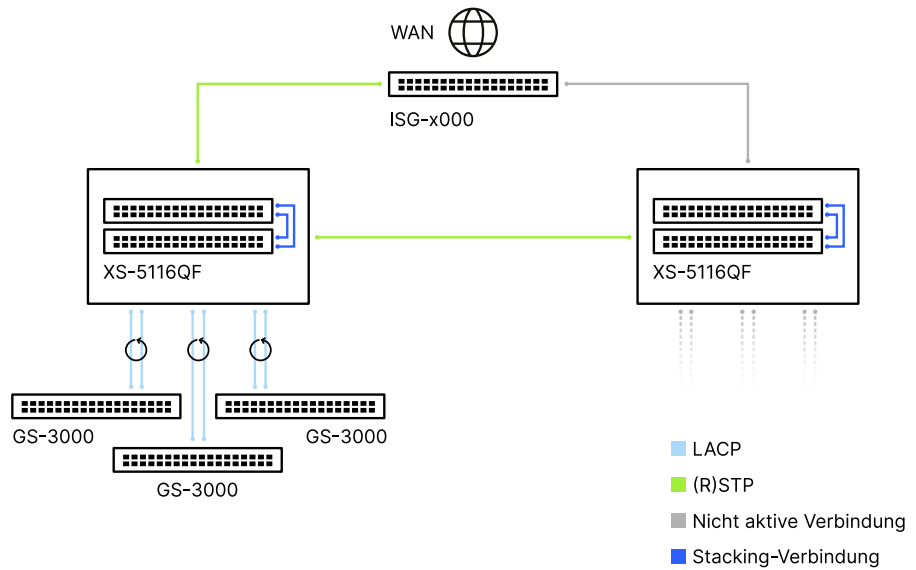 WAN
ISG-x000
XS-5116QF
XS-5116QF
GS-3000
GS-3000
GS-3000
LACP
(R)STP
Nicht aktive Verbindung
Stacking-Verbindung